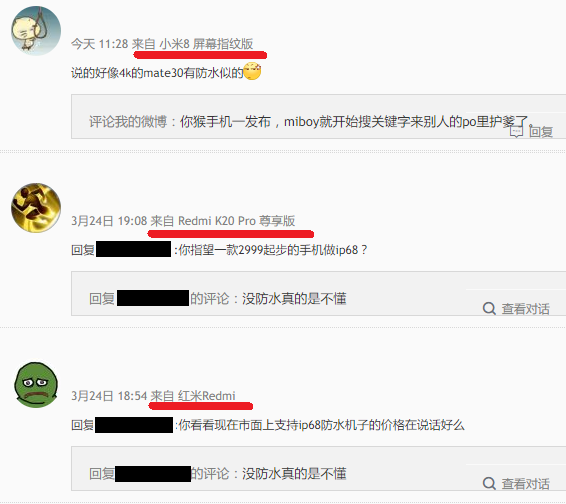 今天 11:28 来自 小米8 屏幕指纹版
说的好像4k的mate30有防水似的
评论我的微博：你猴手机一发布，miboy就开始搜关键字来别人的po里护爹了。
回复
3月24日 19:08 来自 Redmi K20 Pro 尊享版
回复 :你指望一款2999起步的手机做ip68？
回复 的评论：没防水真的是不懂
查看对话
3月24日 18:54 来自 红米Redmi
回复 :你看看现在市面上支持ip68防水机子的价格在说话好么
回复 的评论：没防水真的是不懂
查看对话